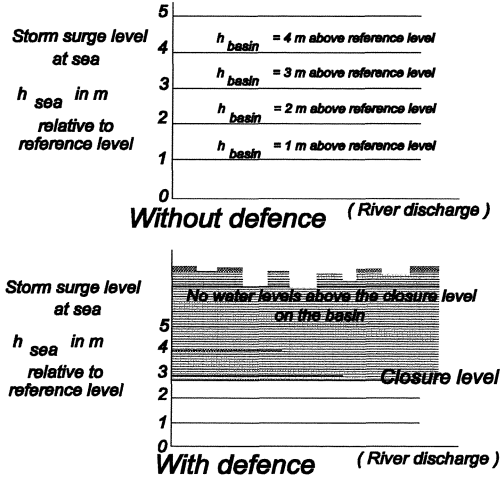 Storm surge level
at sea
h sea in m
relative to
reference level
5
4
3
2
1
0
h basin = 4 m above reference level
h basin = 3 m above reference level
h basin = 2 m above reference level
h basin = 1 m above reference level
Without defence
( River discharge )
Storm surge level
at sea
h sea in m
relative to
reference level
5
4
3
2
1
0
No water levels above the closure level
on the basin
Closure level
With defence
( River discharge )